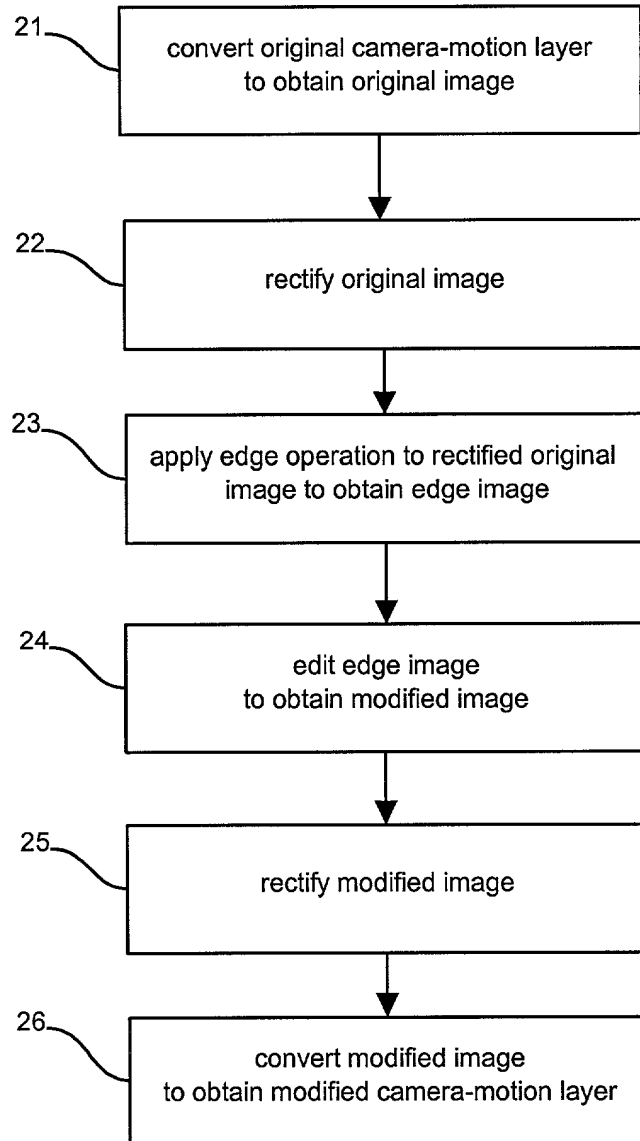 21
convert original camera-motion layer
to obtain original image
22
rectify original image
23
apply edge operation to rectified original
image to obtain edge image
24
edit edge image
to obtain modified image
25
rectify modified image
26
convert modified image
to obtain modified camera-motion layer